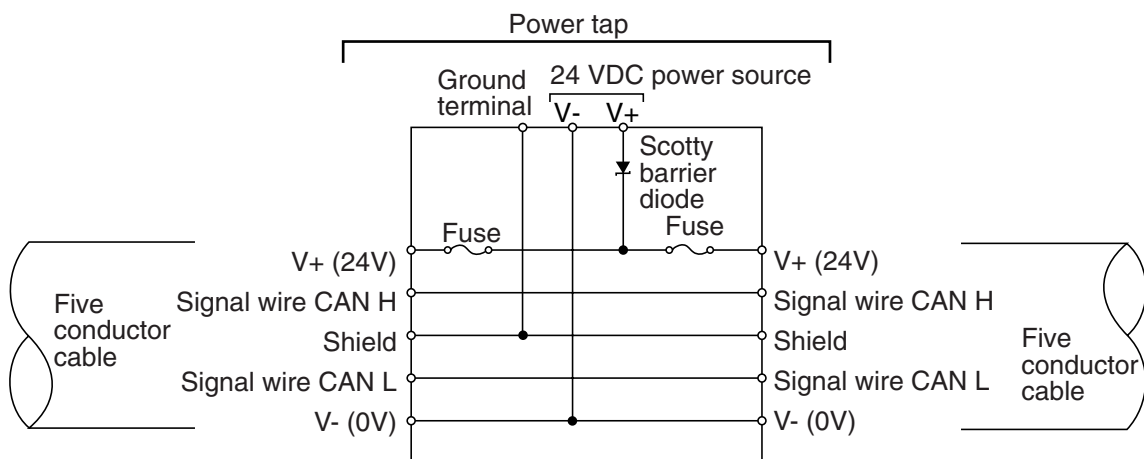 Power tap
Ground
terminal
24 VDC power source
V- V+
Scotty
barrier
diode
Fuse
Fuse
V+ (24V)
V+ (24V)
Signal wire CAN H
Signal wire CAN H
Five
conductor
cable
Shield
Shield
Five
conductor
cable
Signal wire CAN L
Signal wire CAN L
V- (0V)
V- (0V)